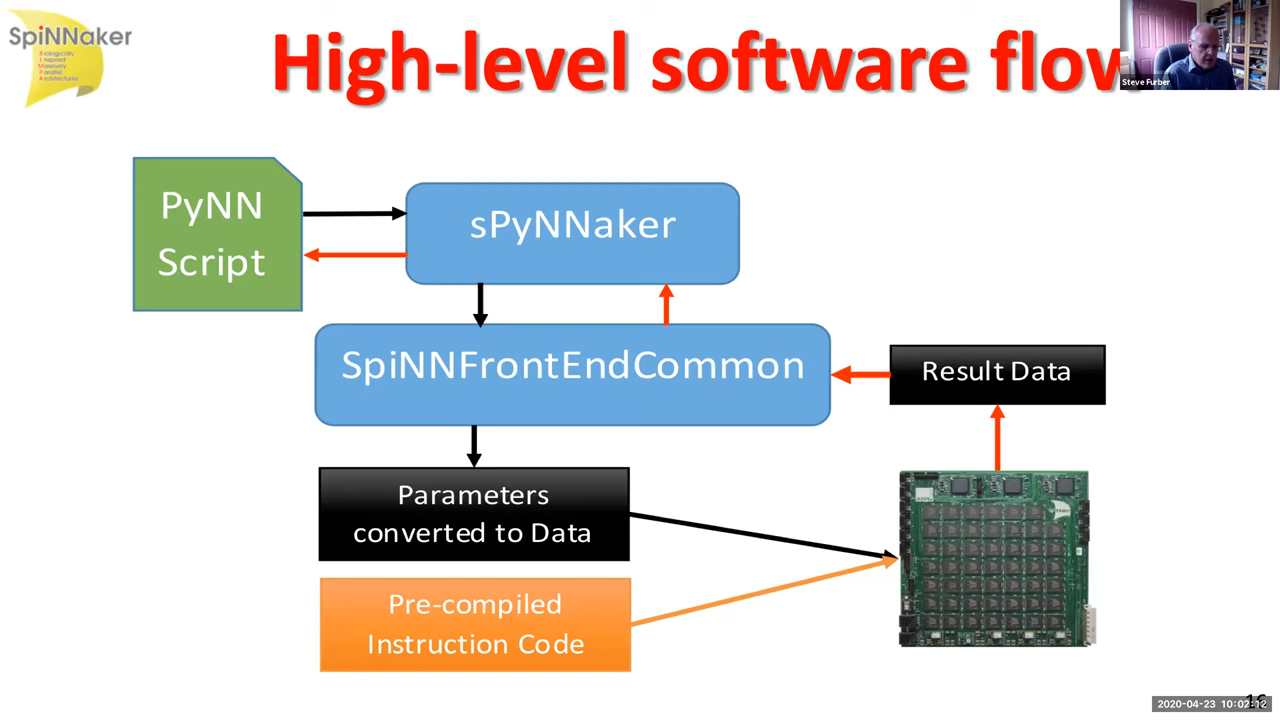 SpiNNaker
Biologically
Inspired
Massively
Parallel
Architectures
High-level software flow
Steve Furber
PyNN
Script
sPyNNaker
SpiNNFrontEndCommon
Result Data
Parameters
converted to Data
Pre-compiled
Instruction Code
16
2020-04-23 10:02:12